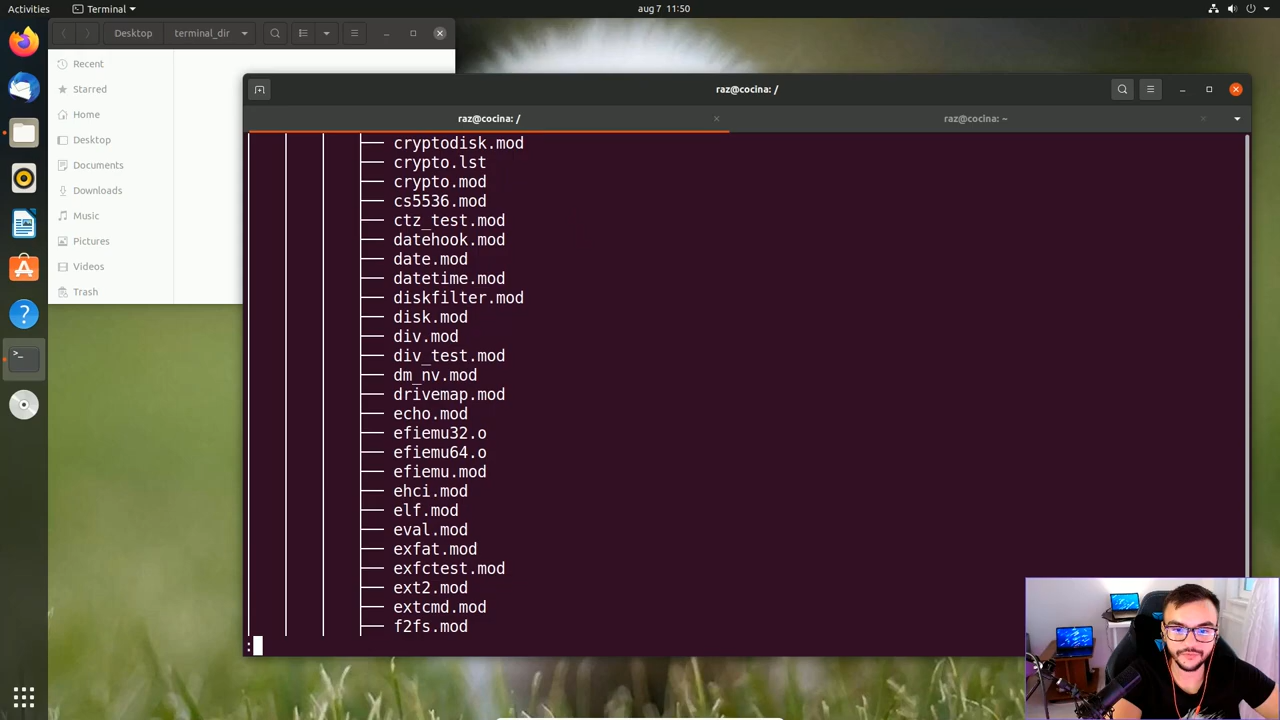 Activities
Terminal
aug 7 11:50
Desktop
terminal_dir
Recent
Starred
Home
Desktop
Documents
Downloads
Music
Pictures
Videos
Trash
raz@cocina: /
raz@cocina: /
raz@cocina: ~
cryptodisk.mod
crypto.lst
crypto.mod
cs5536.mod
ctz_test.mod
datehook.mod
date.mod
datetime.mod
diskfilter.mod
disk.mod
div.mod
div_test.mod
dm_nv.mod
drivemap.mod
echo.mod
efiemu32.o
efiemu64.o
efiemu.mod
ehci.mod
elf.mod
eval.mod
exfat.mod
exfctest.mod
ext2.mod
extcmd.mod
f2fs.mod
: